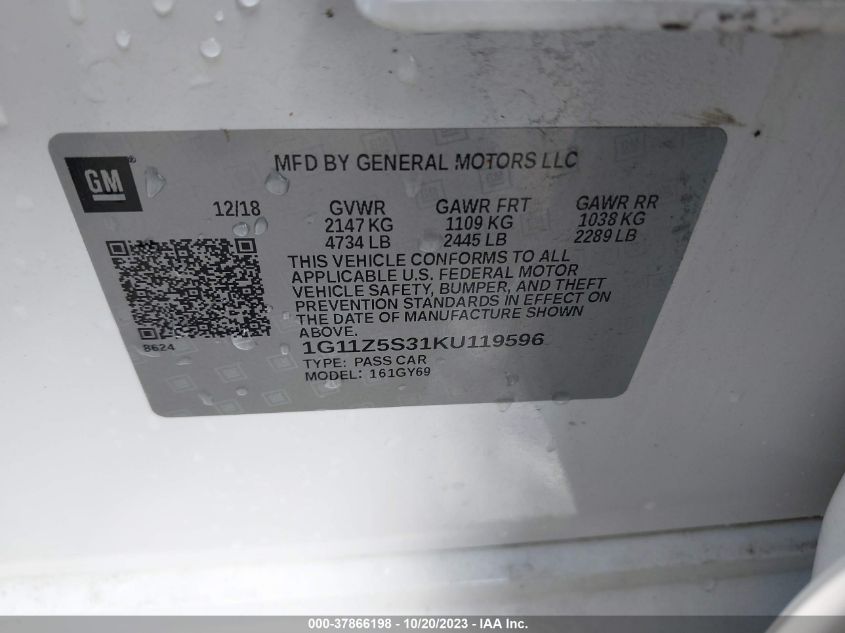 MFD BY GENERAL MOTORS LLC
GM
12/18 GVWR GAWR FRT GAWR RR
2147 KG 1109 KG 1038 KG
4734 LB 2445 LB 2289 LB
THIS VEHICLE CONFORMS TO ALL
APPLICABLE U.S. FEDERAL MOTOR
VEHICLE SAFETY, BUMPER, AND THEFT
PREVENTION STANDARDS IN EFFECT ON
THE DATE OF MANUFACTURE SHOWN
ABOVE.
8624
1G11Z5S31KU119596
TYPE: PASS CAR
MODEL: 161GY69
000-37866198 - 10/20/2023 - IAA Inc.